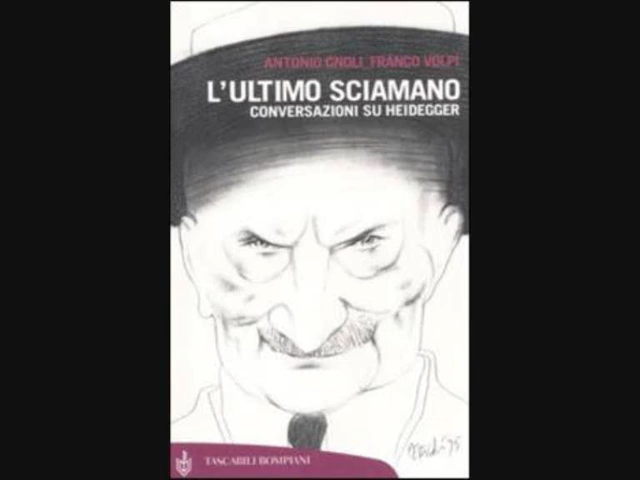 ANTONIO GNOLI, FRANCO VOLPI
L'ULTIMO SCIAMANO
CONVERSAZIONI SU HEIDEGGER
TASCABILI BOMPIANI